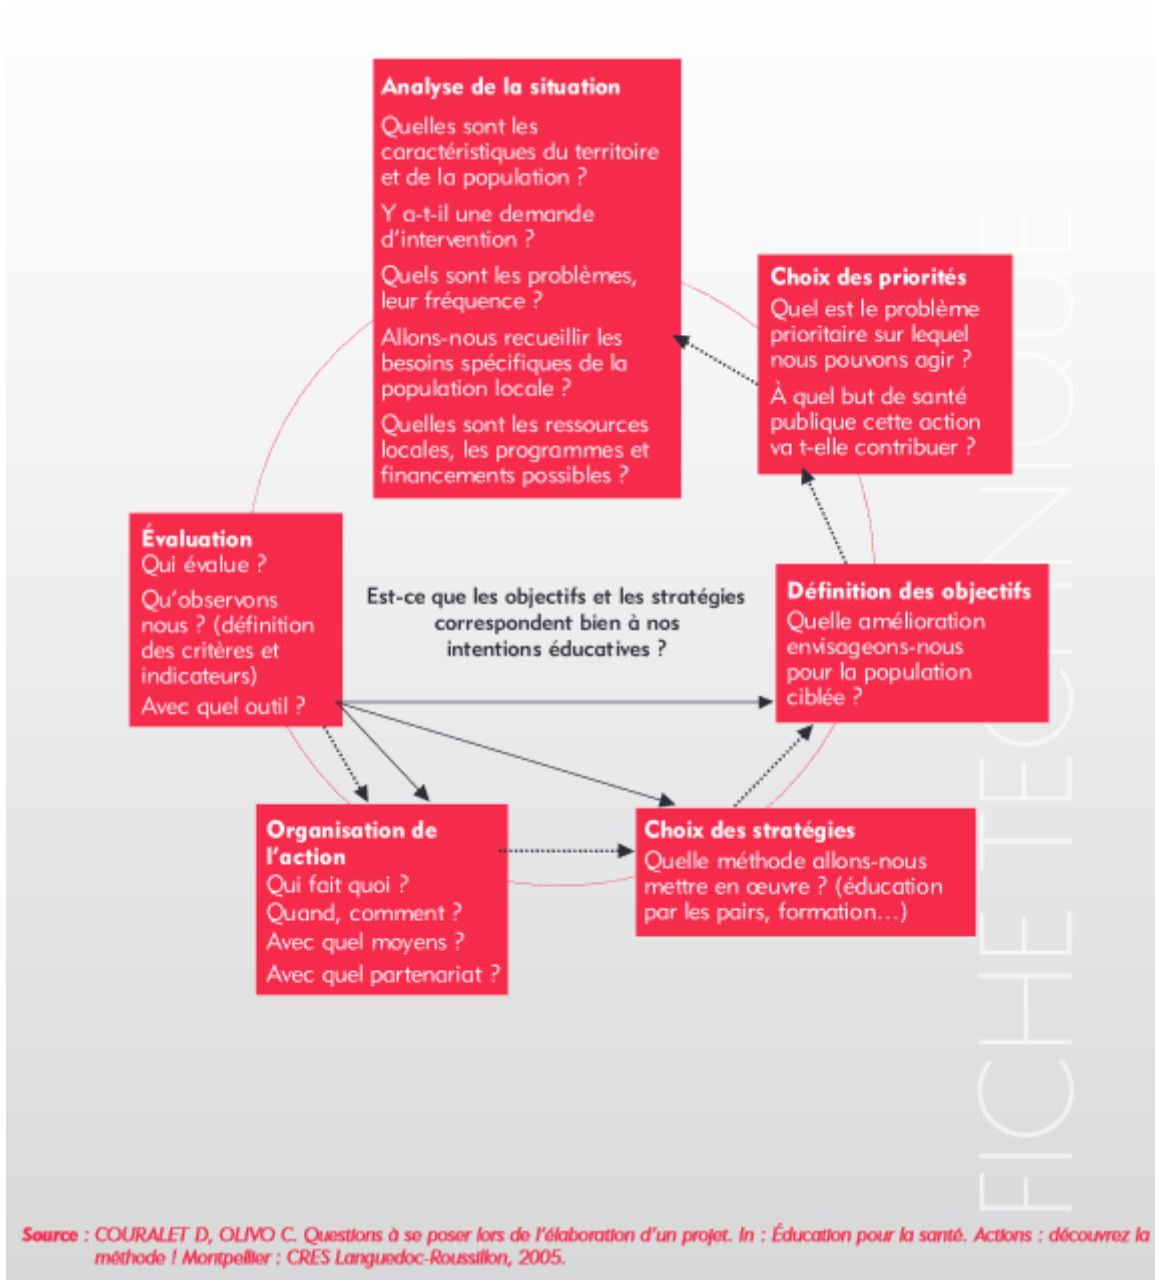 Analyse de la situation
Quelles sont les
caractéristiques du territoire
et de la population ?
Y a-t-il une demande
d'intervention ?
Quels sont les problèmes,
leur fréquence ?
Allons-nous recueillir les
besoins spécifiques de la
population locale ?
Quelles sont les ressources
locales, les programmes et
financements possibles ?
Choix des priorités
Quel est le problème
prioritaire sur lequel
nous pouvons agir ?
À quel but de santé
publique cette action
va t-elle contribuer ?
Définition des objectifs
Quelle amélioration
envisageons-nous
pour la population
ciblée ?
Choix des stratégies
Quelle méthode allons-nous
mettre en œuvre ? (éducation
par les pairs, formation...)
Organisation de
l'action
Qui fait quoi ?
Quand, comment ?
Avec quel moyens ?
Avec quel partenariat ?
Évaluation
Qui évalue ?
Qu'observons
nous ? (définition
des critères et
indicateurs)
Avec quel outil ?
Est-ce que les objectifs et les stratégies
correspondent bien à nos
intentions éducatives ?
FICHE TECHNIQUE
Source : COURALET D, OLIVO C. Questions à se poser lors de l'élaboration d'un projet. In : Éducation pour la santé. Actions : découvrez la
méthode ! Montpellier : CRES Languedoc-Roussillon, 2005.